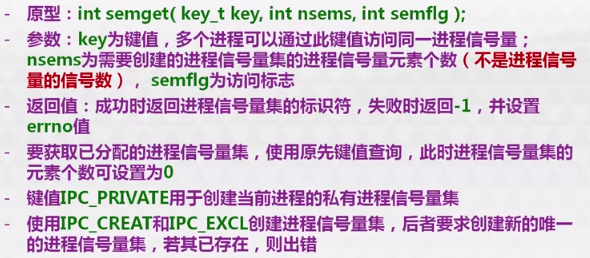 - 原型：int semget( key_t key, int nsems, int semflg );
- 参数：key为键值，多个进程可以通过此键值访问同一进程信号量；
nsems为需要创建的进程信号量集的进程信号量元素个数（不是进程信号
量的信号数），semflg为访问标志
- 返回值：成功时返回进程信号量集的标识符，失败时返回-1，并设置
errno值
- 要获取已分配的进程信号量集，使用原先键值查询，此时进程信号量集的
元素个数可设置为0
- 键值IPC_PRIVATE用于创建当前进程的私有进程信号量集
- 使用IPC_CREAT和IPC_EXCL创建进程信号量集，后者要求创建新的唯一
的进程信号量集，若其已存在，则出错